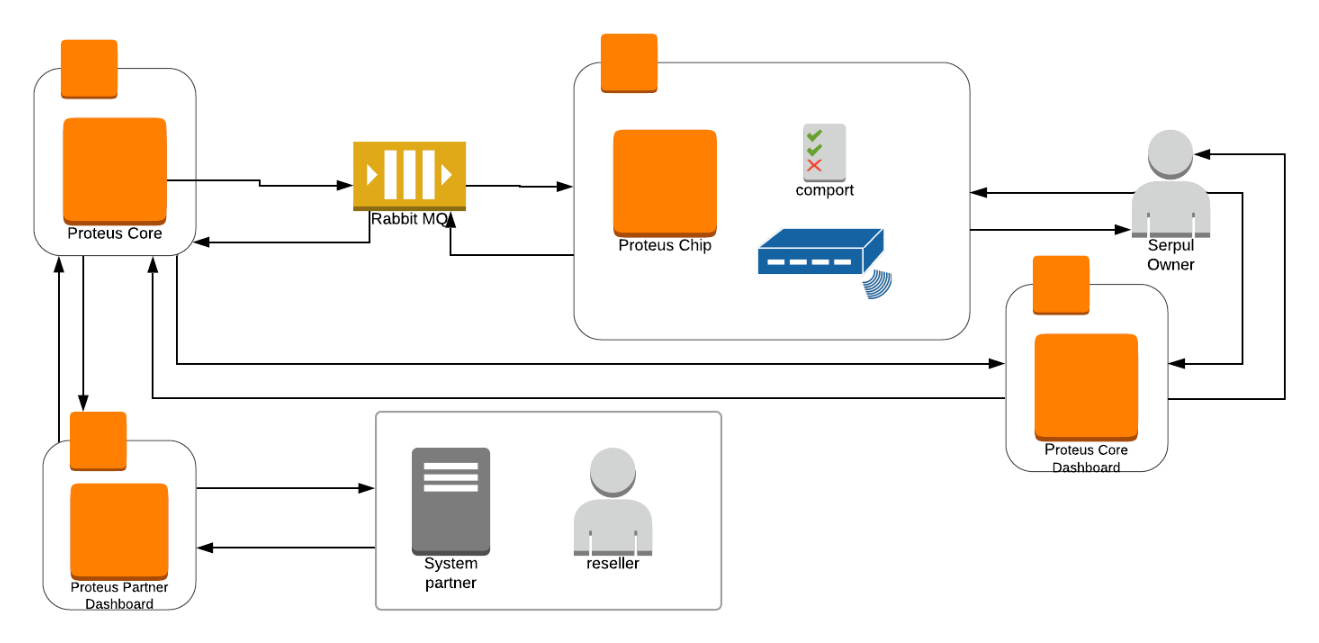 Proteus Core
Rabbit MQ
Proteus Chip
comport
Serpul
Owner
Proteus Core
Dashboard
Proteus Partner
Dashboard
System
partner
reseller